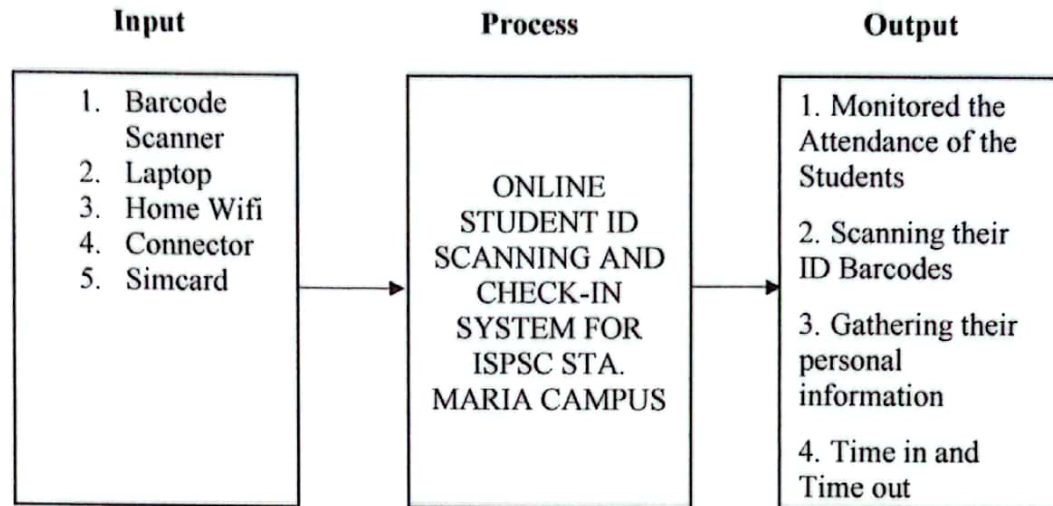 Input
1. Barcode
Scanner
2. Laptop
3. Home Wifi
4. Connector
5. Simcard
Process
ONLINE
STUDENT ID
SCANNING AND
CHECK-IN
SYSTEM FOR
ISPSC STA.
MARIA CAMPUS
Output
1. Monitored the
Attendance of the
Students
2. Scanning their
ID Barcodes
3. Gathering their
personal
information
4. Time in and
Time out